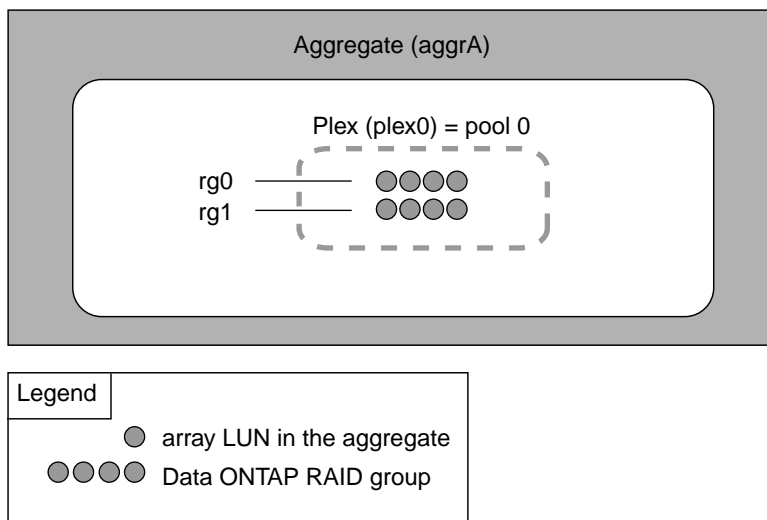 Aggregate (aggrA)
Plex (plex0) = pool 0
rg0
rg1
Legend
array LUN in the aggregate
Data ONTAP RAID group